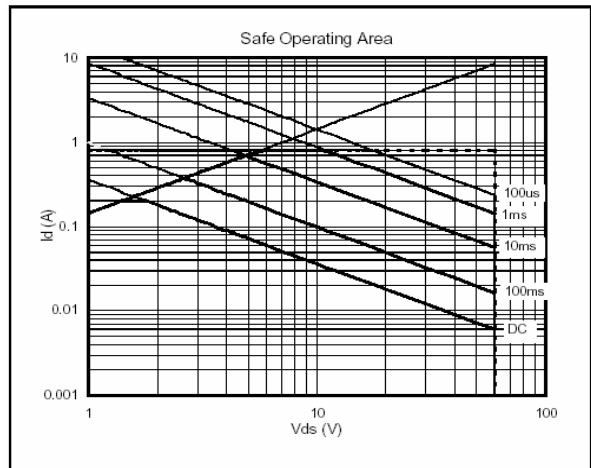 Safe Operating Area
10
1
0.1
0.01
0.001
Id (A)
100us
1ms
10ms
100ms
DC
1
10
100
Vds (V)